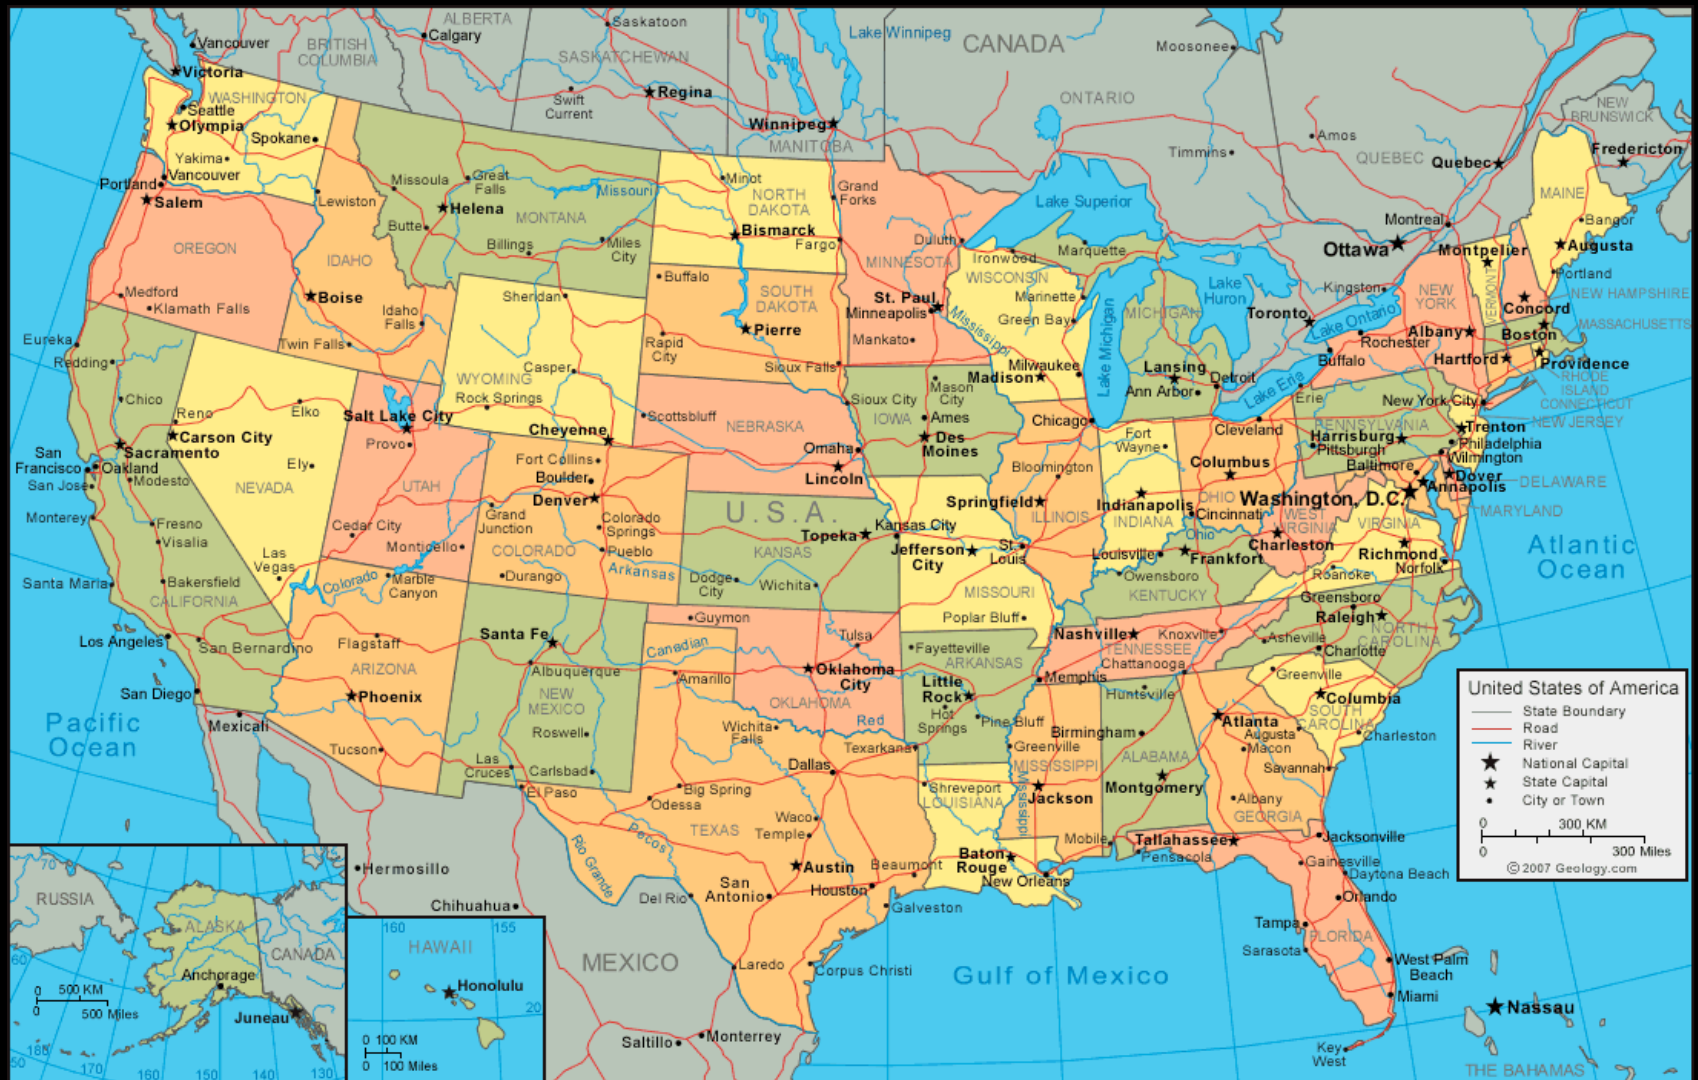 ALBERTA
Saskatoon
Vancouver
BRITISH
COLUMBIA
Calgary
SASKATCHEWAN
Lake Winnipeg
CANADA
Moosonee
Victoria
Regina
Swift
Current
ONTARIO
NEW
BRUNSWICK
WASHINGTON
Seattle
Olympia
Spokane
Yakima
Vancouver
Winnipeg
MANITOBA
Amos
Timmins
QUEBEC
Quebec
Fredericton
Portland
Salem
Lewiston
Missoula
Great
Falls
Missouri
Helena
MONTANA
Butte
Billings
Miles
City
Minot
NORTH
DAKOTA
Bismarck
Fargo
Grand
Forks
Lake Superior
Duluth
MINNESOTA
Ironwood
Marquette
WISCONSIN
Montreal
Ottawa
Montpelier
MAINE
Bangor
Augusta
Portland
OREGON
IDAHO
Boise
Medford
Klamath Falls
Idaho
Falls
Twin Falls
Sheridan
Buffalo
SOUTH
DAKOTA
Pierre
Rapid
City
Sioux Falls
St. Paul
Minneapolis
Mankato
Mississippi
Marinette
Green Bay
Milwaukee
Madison
Lake Michigan
MICHIGAN
Lake
Huron
Lansing
Ann Arbor
Detroit
Toronto
Kingston
Lake Ontario
Rochester
Buffalo
NEW
YORK
Albany
VERMONT
NEW HAMPSHIRE
Concord
MASSACHUSETTS
Boston
Hartford
Providence
RHODE
ISLAND
CONNECTICUT
NEW JERSEY
Eureka
Redding
Chico
Reno
Elko
Carson City
Sacramento
San
Francisco
Oakland
San Jose
Modesto
Ely
NEVADA
Salt Lake City
Provo
UTAH
Casper
WYOMING
Rock Springs
Cheyenne
Scottsbluff
NEBRASKA
Omaha
Lincoln
Sioux City
Mason
City
IOWA
Ames
Des
Moines
Chicago
Fort
Wayne
Lake Erie
Cleveland
Erie
New York City
PENNSYLVANIA
Harrisburg
Pittsburgh
Trenton
Philadelphia
Wilmington
Baltimore
Dover
Annapolis
DELAWARE
MARYLAND
Washington, D.C.
Monterey
Fresno
Visalia
Las
Vegas
Cedar City
Monticello
Fort Collins
Boulder
Denver
Grand
Junction
Colorado
Springs
COLORADO
Pueblo
Durango
Arkansas
U.S.A.
Topeka
Kansas City
KANSAS
Dodge
City
Wichita
Jefferson
City
St.
Louis
MISSOURI
Poplar Bluff
Bloomington
Springfield
ILLINOIS
Indianapolis
INDIANA
Columbus
OHIO
Cincinnati
Ohio
Louisville
Frankfort
Owensboro
KENTUCKY
WEST
VIRGINIA
Charleston
VIRGINIA
Richmond
Norfolk
Roanoke
Atlantic
Ocean
Santa Maria
Bakersfield
CALIFORNIA
Los Angeles
San Bernardino
San Diego
Mexicali
Pacific
Ocean
Colorado
Marble
Canyon
Flagstaff
ARIZONA
Phoenix
Tucson
Santa Fe
Albuquerque
NEW
MEXICO
Roswell
Las
Cruces
Carlsbad
El Paso
Guymon
Canadian
Amarillo
Tulsa
Oklahoma
City
OKLAHOMA
Red
Wichita
Falls
Fayetteville
ARKANSAS
Little
Rock
Hot
Springs
Pine Bluff
Texarkana
Nashville
Knoxville
TENNESSEE
Chattanooga
Memphis
Huntsville
Greensboro
Raleigh
NORTH
CAROLINA
Asheville
Charlotte
Greenville
Columbia
SOUTH
CAROLINA
Charleston
Atlanta
Augusta
Macon
Savannah
Albany
GEORGIA
Birmingham
ALABAMA
Montgomery
Greenville
MISSISSIPPI
Jackson
Mississippi
Shreveport
LOUISIANA
Baton
Rouge
New Orleans
Mobile
Pensacola
Tallahassee
Jacksonville
Gainesville
Daytona Beach
Orlando
Tampa
FLORIDA
Sarasota
West Palm
Beach
Miami
Key
West
Dallas
Big Spring
Odessa
TEXAS
Waco
Temple
Pecos
Rio Grande
Austin
Beaumont
Houston
San
Antonio
Del Rio
Galveston
Laredo
Corpus Christi
Gulf of Mexico
MEXICO
Hermosillo
Chihuahua
Monterrey
Saltillo
Nassau
THE BAHAMAS
United States of America
State Boundary
Road
River
National Capital
State Capital
City or Town
0 300 KM
0 300 Miles
©2007 Geology.com
70
RUSSIA
ALASKA
CANADA
60
Anchorage
0 500 KM
0 500 Miles
Juneau
50
180
170
160
150
140
130
160
155
HAWAII
Honolulu
20
0 100 KM
0 100 Miles